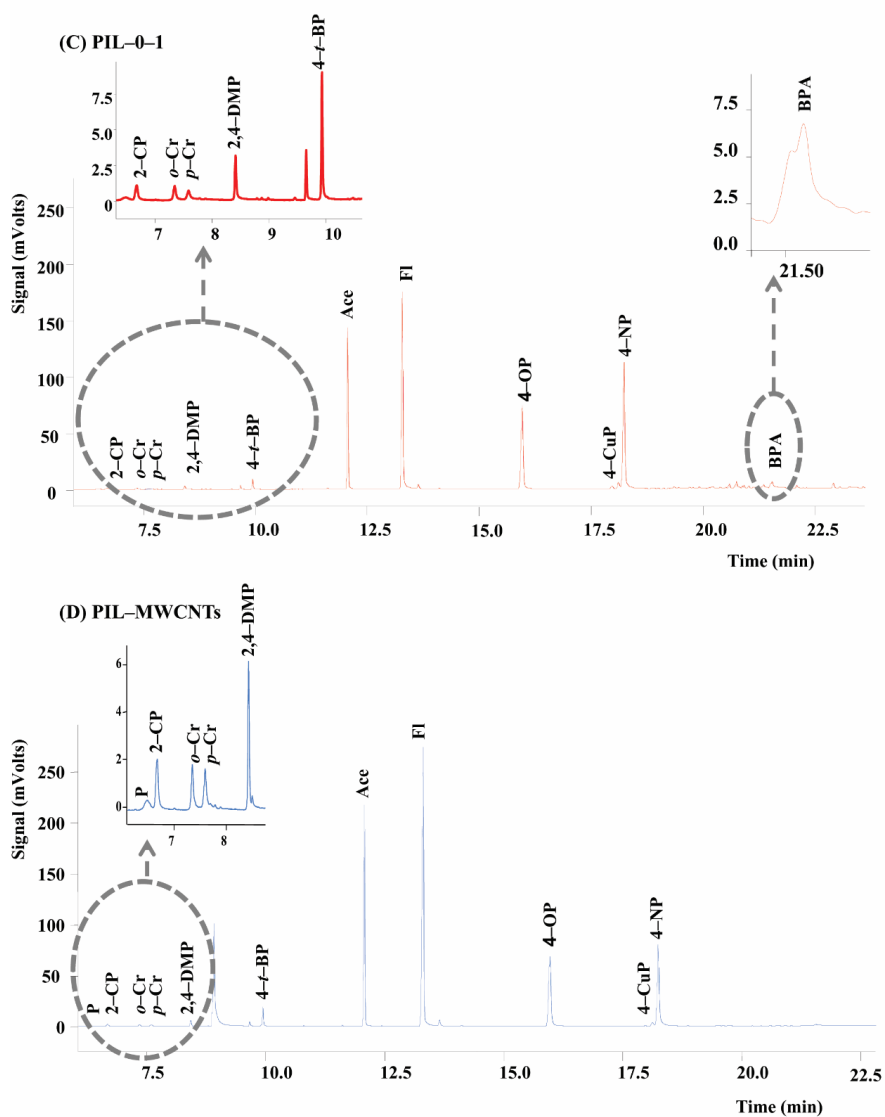 (C) PIL–0–1
4–t–BP
7.5
5.0
2.5
0
2–CP
o–Cr
p–Cr
2,4–DMP
7 8 9 10
BPA
7.5
5.0
2.5
0.0
21.50
Signal (mVolts)
250
200
150
100
50
0
2–CP
o–Cr
p–Cr
2,4–DMP
4–t–BP
Ace
Fl
4–OP
4–CuP
4–NP
BPA
7.5 10.0 12.5 15.0 17.5 20.0 22.5
Time (min)
(D) PIL–MWCNTs
2,4–DMP
6
4
2
0
P
2–CP
o–Cr
p–Cr
7 8
Signal (mVolts)
250
200
150
100
50
0
P
2–CP
o–Cr
p–Cr
2,4–DMP
4–t–BP
Ace
Fl
4–OP
4–CuP
4–NP
7.5 10.0 12.5 15.0 17.5 20.0 22.5
Time (min)